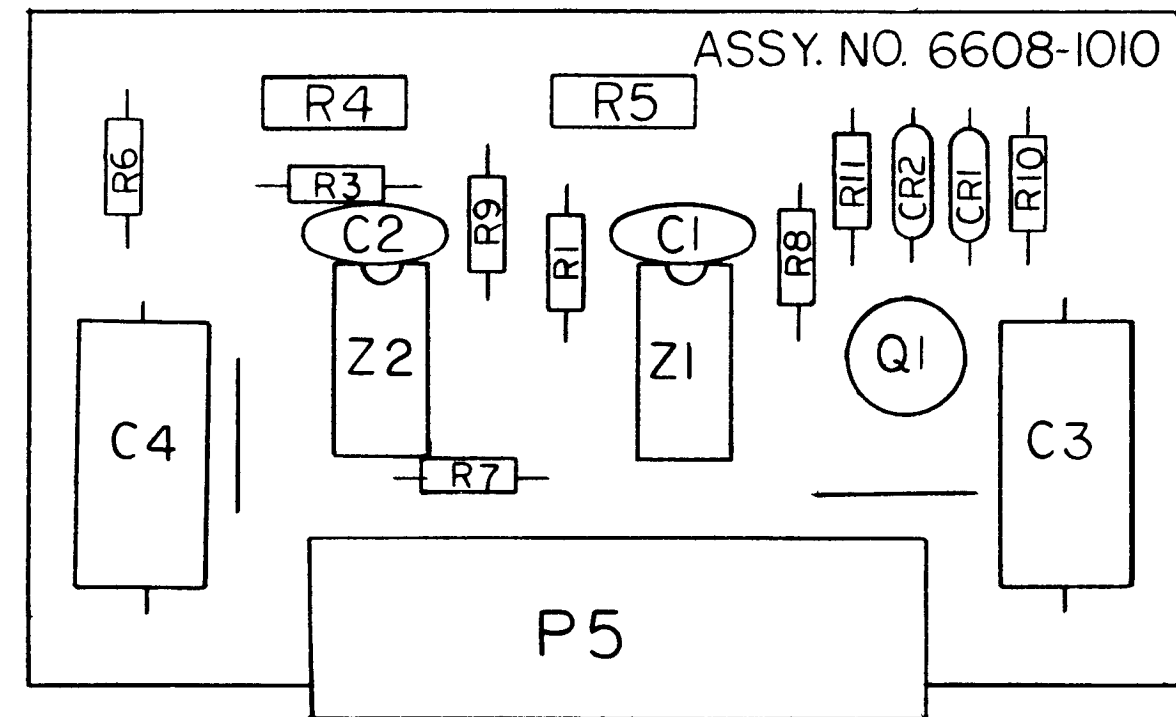 ASSY. NO. 6608-1010
R4
R5
R6
R3
R9
R1
C2
C1
R8
R11
CR2
CR1
R10
Z2
Z1
Q1
C4
C3
R7
P5